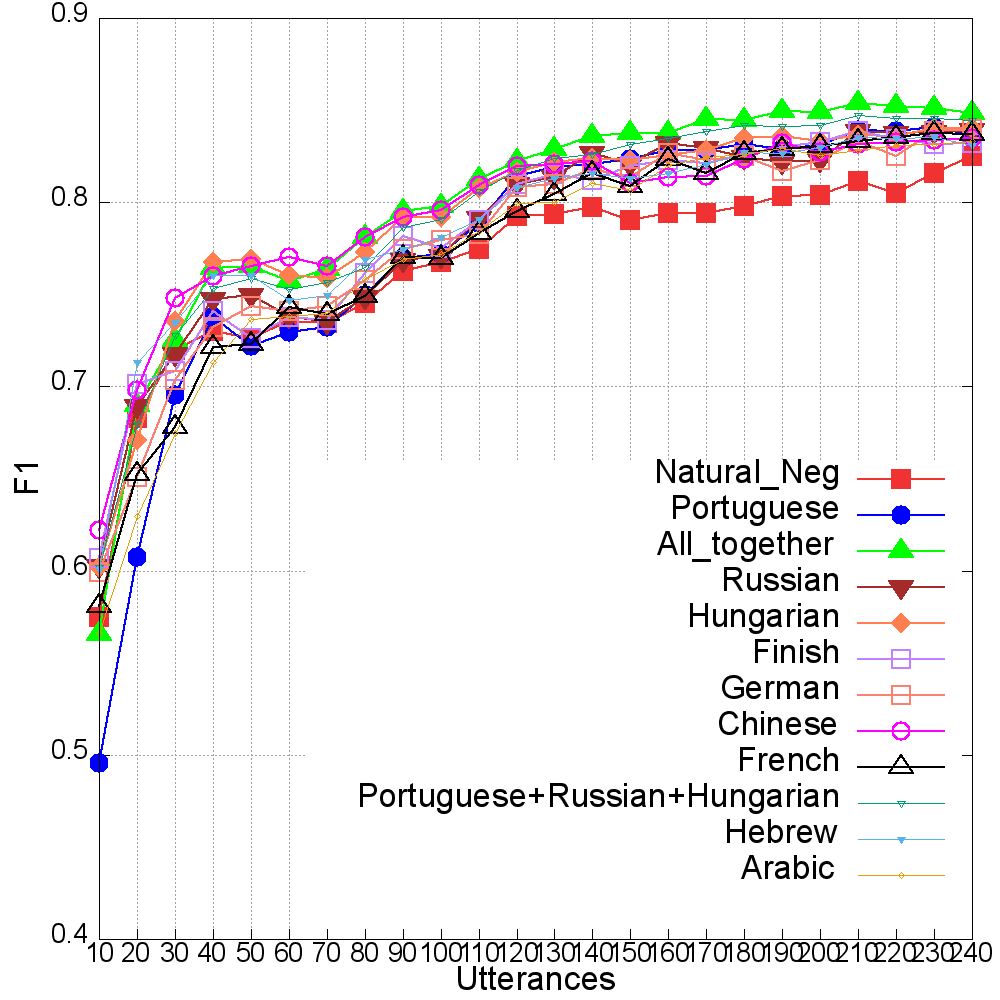 0.9
0.8
0.7
0.6
0.5
0.4
F1
Natural_Neg
Portuguese
All_together
Russian
Hungarian
Finish
German
Chinese
French
Portuguese+Russian+Hungarian
Hebrew
Arabic
10 20 30 40 50 60 70 80 90 100 110 120 130 140 150 160 170 180 190 200 210 220 230 240
Utterances